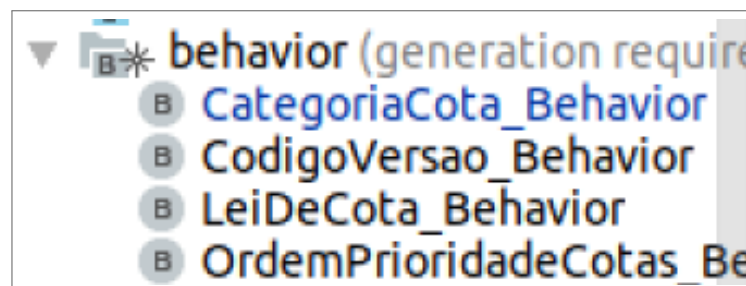 behavior (generation require
CategoriaCota_Behavior
CodigoVersao_Behavior
LeiDeCota_Behavior
OrdemPrioridadeCotas_Be